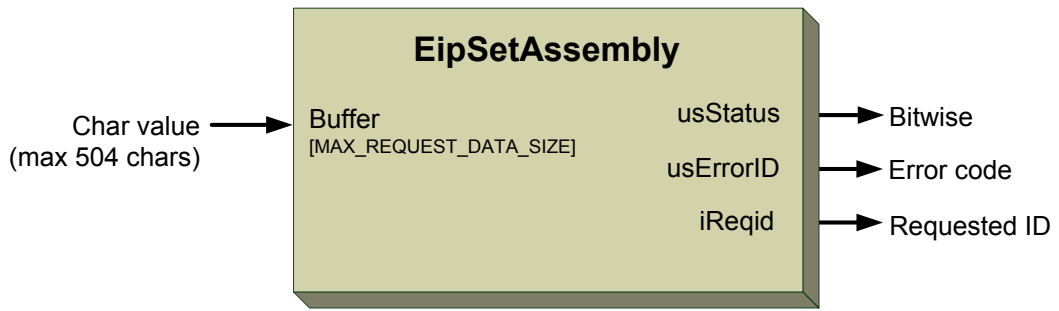 EipSetAssembly
Char value
(max 504 chars)
Buffer
[MAX_REQUEST_DATA_SIZE]
usStatus
Bitwise
usErrorID
Error code
iReqid
Requested ID